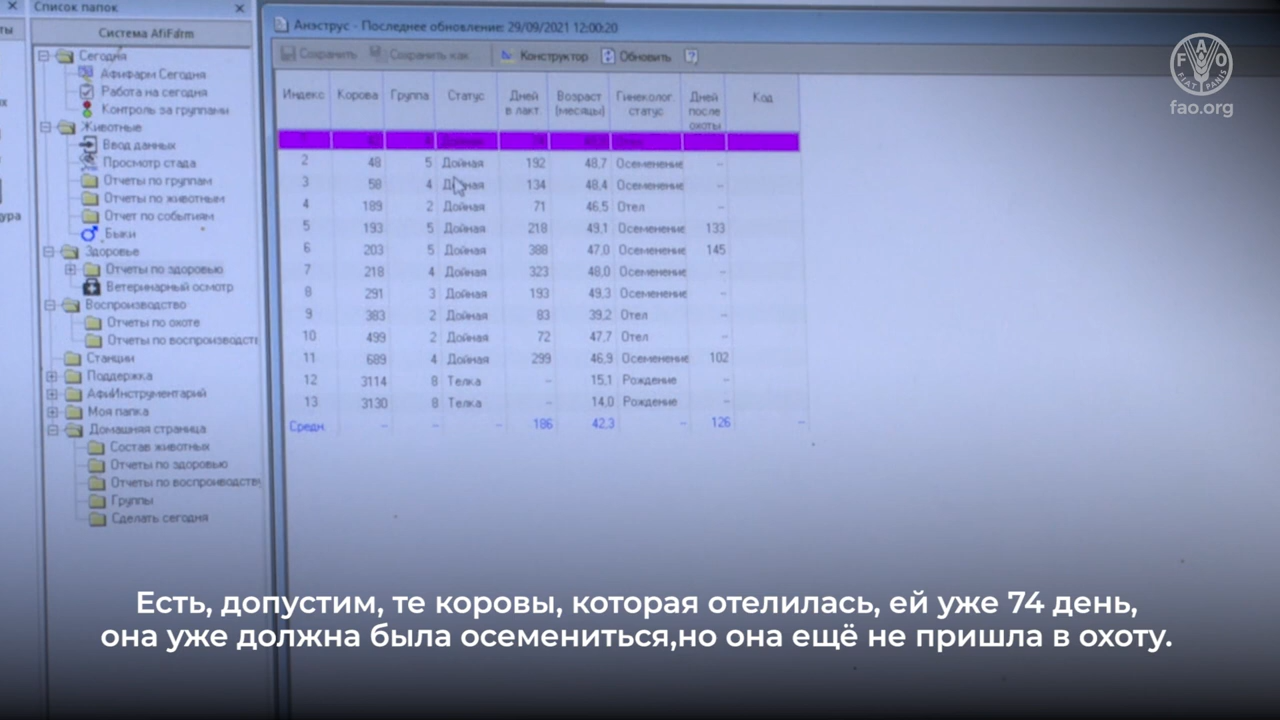 Список папок
Система AfiFarm
Сегодня
Афифарм Сегодня
Работа на сегодня
Контроль за группами
Животные
Ввод данных
Просмотр стада
Отчеты по группам
Отчеты по животным
Отчет по событиям
Быки
Здоровье
Отчеты по здоровью
Ветеринарный осмотр
Воспроизводство
Отчеты по охоте
Отчеты по воспроизводст
Станции
Поддержка
АфиИнструментарий
Моя папка
Домашняя страница
Состав животных
Отчеты по здоровью
Отчеты по воспроизводству
Группы
Сделать сегодня
Анэструс - Последнее обновление: 29/09/2021 12:00:20
Сохранить Сохранить как ... Конструктор Обновить ?
Индекс Корова Группа Статус Дней в лакт. Возраст (месяцы) Гинеколог. статус Дней после охоты Код
2 48 5 Дойная 192 48,7 Осеменение –
3 58 4 Дойная 134 48,4 Осеменение –
4 189 2 Дойная 71 46,5 Отел –
5 193 5 Дойная 218 49,1 Осеменение 133
6 203 5 Дойная 388 47,0 Осеменение 145
7 218 4 Дойная 323 48,0 Осеменение –
8 291 3 Дойная 193 49,3 Осеменение –
9 383 2 Дойная 83 39,2 Отел –
10 499 2 Дойная 72 47,7 Отел –
11 689 4 Дойная 299 46,9 Осеменение 102
12 3114 8 Телка – 15,1 Рождение –
13 3130 8 Телка – 14,0 Рождение –
Средн. – – – 186 42,3 – 126 –
FAO
FIAT PANIS
fao.org
Есть, допустим, те коровы, которая отелилась, ей уже 74 день,
она уже должна была осемениться,но она ещё не пришла в охоту.